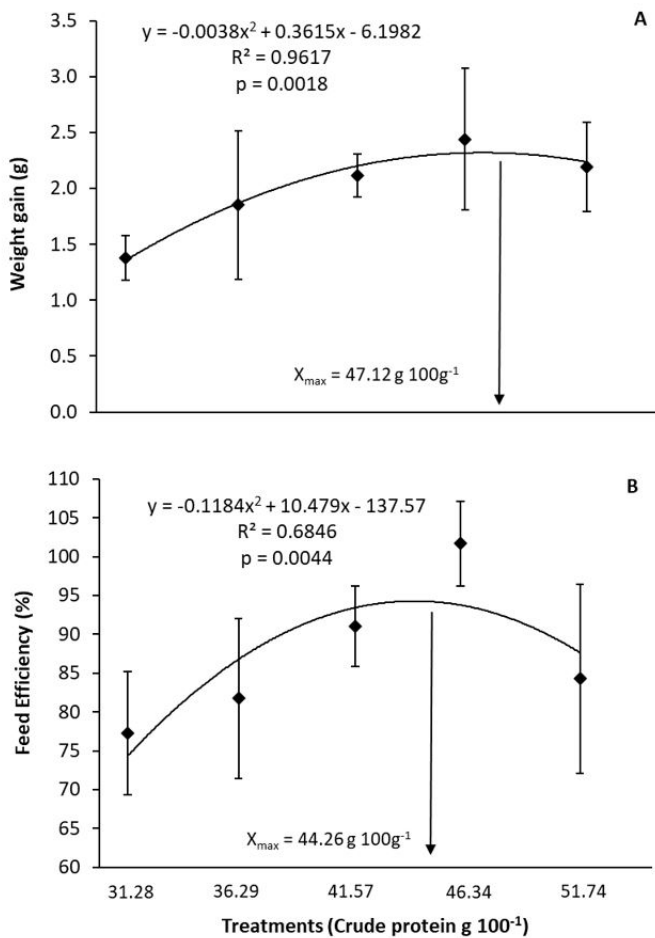 A
y = -0.0038x² + 0.3615x - 6.1982
R² = 0.9617
p = 0.0018
3.5
3.0
2.5
2.0
1.5
1.0
0.5
0.0
Weight gain (g)
Xmax = 47.12 g 100g⁻¹
B
y = -0.1184x² + 10.479x - 137.57
R² = 0.6846
p = 0.0044
110
105
100
95
90
85
80
75
70
65
60
Feed Efficiency (%)
Xmax = 44.26 g 100g⁻¹
31.28 36.29 41.57 46.34 51.74
Treatments (Crude protein g 100⁻¹)